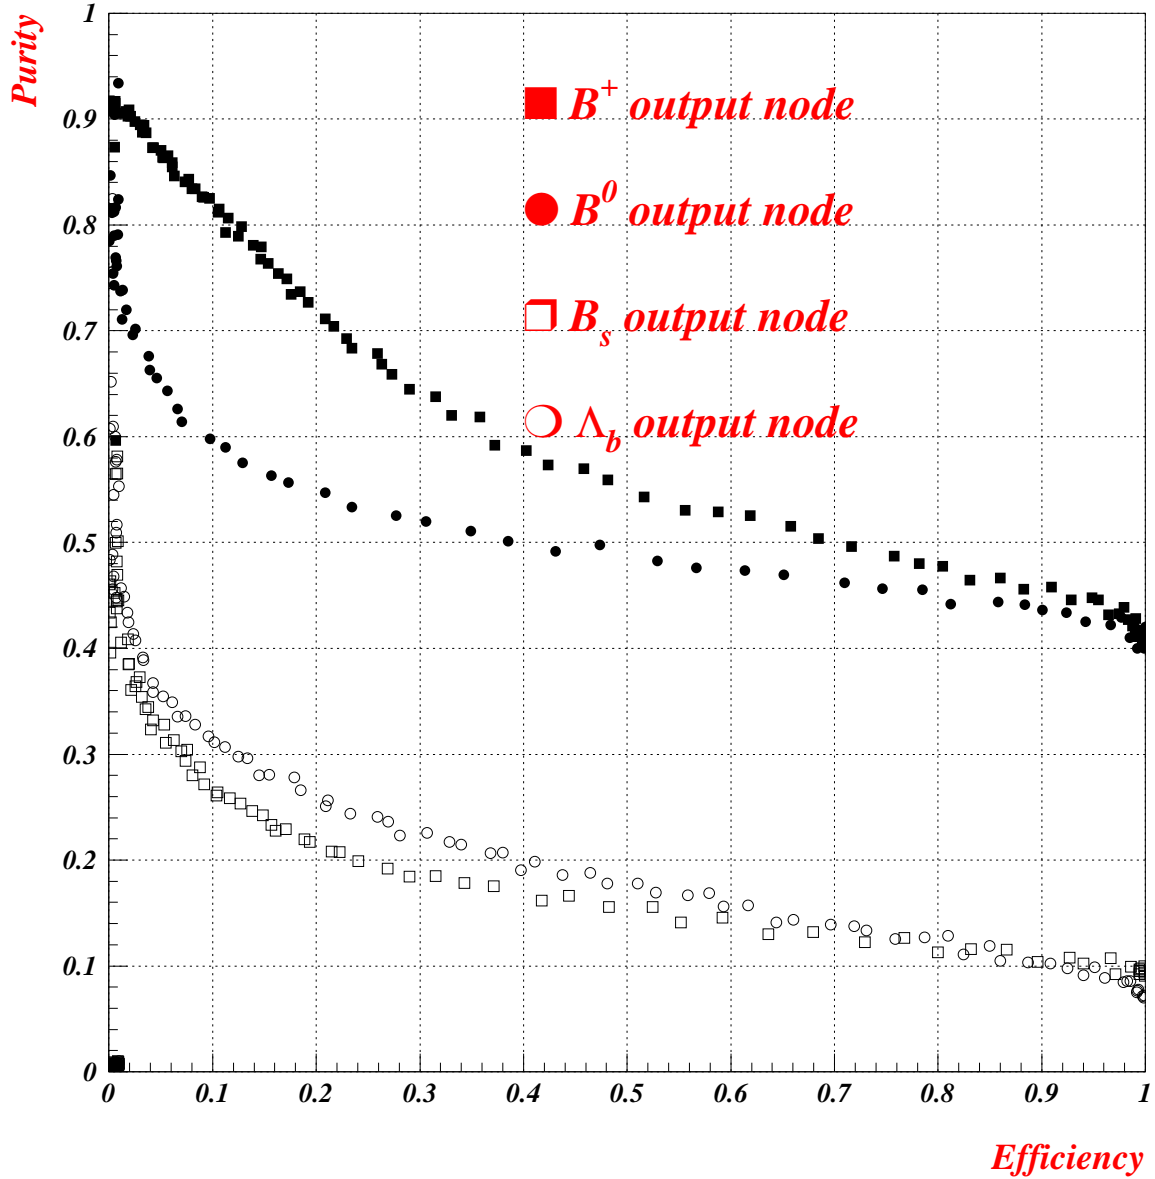 Purity
1
0.9
0.8
0.7
0.6
0.5
0.4
0.3
0.2
0.1
0
B⁺ output node
B⁰ output node
Bₛ output node
Λ_b output node
0 0.1 0.2 0.3 0.4 0.5 0.6 0.7 0.8 0.9 1
Efficiency